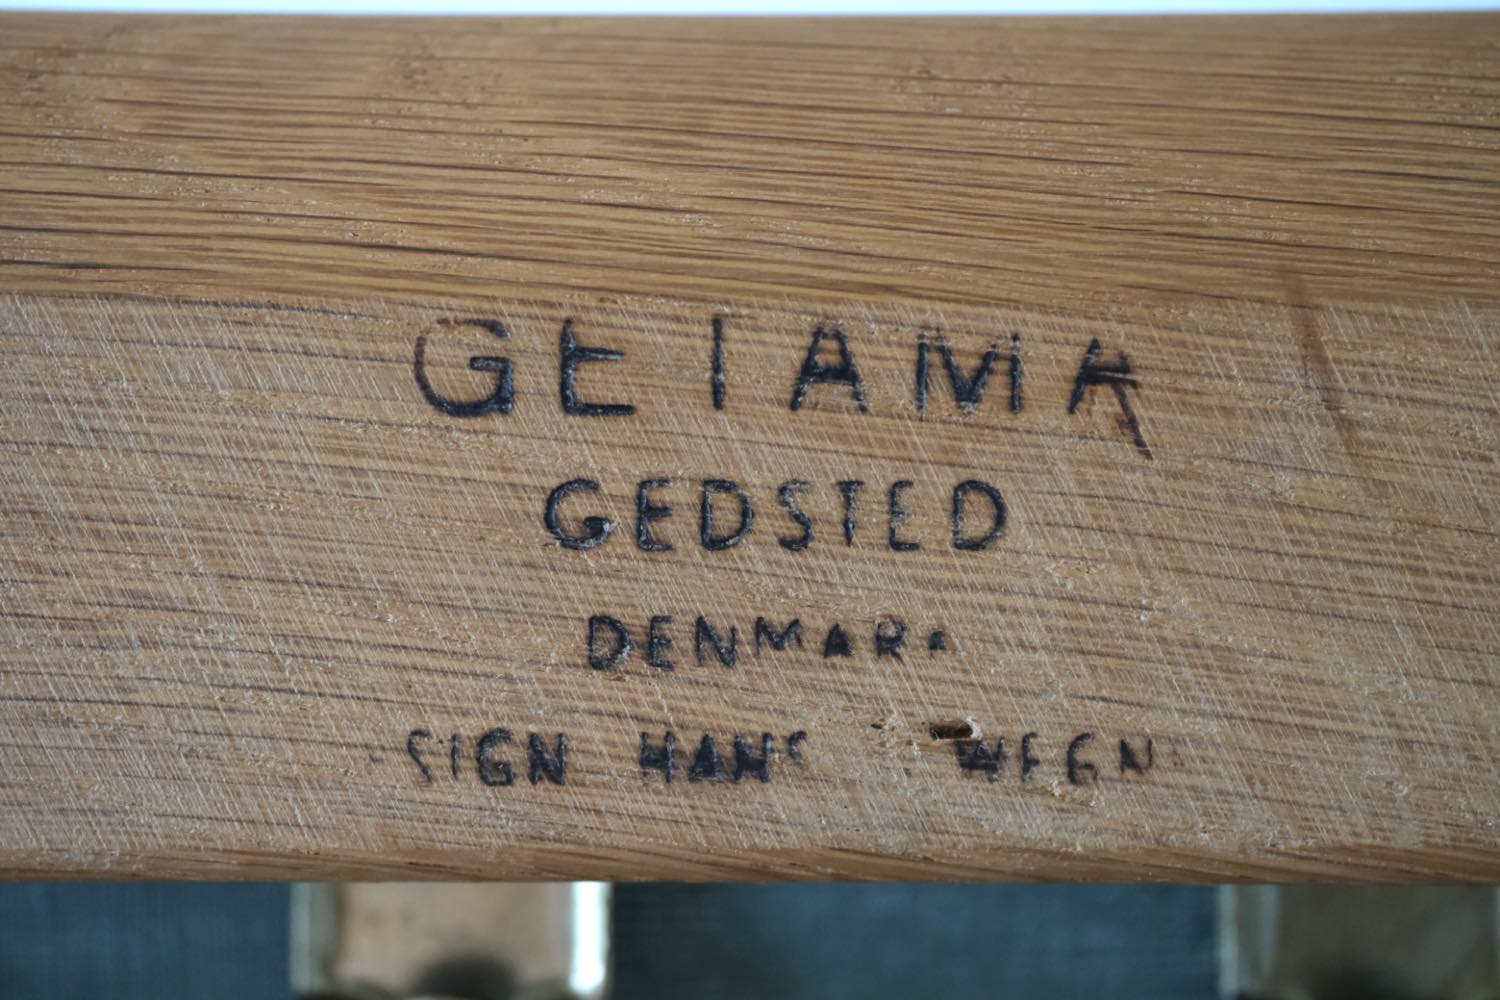 GETAMA
GEDSTED
DENMARK
SIGN HANS WEGN